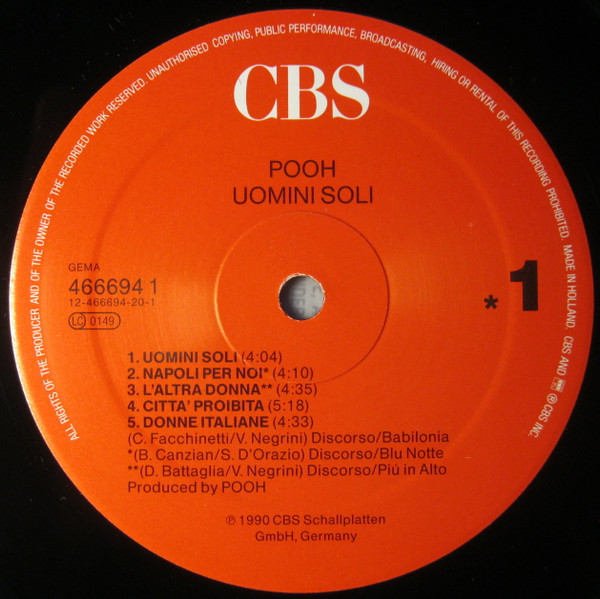 ALL RIGHTS OF THE PRODUCER AND OF THE OWNER OF THE RECORDED WORK RESERVED. UNAUTHORISED COPYING, PUBLIC PERFORMANCE, BROADCASTING, HIRING OR RENTAL OF THIS RECORDING PROHIBITED. MADE IN HOLLAND. CBS AND ® CBS INC.
CBS
POOH
UOMINI SOLI
GEMA
466694 1
12-466694-20-1
LC 0149
*1
1. UOMINI SOLI (4:04)
2. NAPOLI PER NOI* (4:10)
3. L'ALTRA DONNA** (4:35)
4. CITTA' PROIBITA (5:18)
5. DONNE ITALIANE (4:33)
(C. Facchinetti/V. Negrini) Discorso/Babilonia
*(B. Canzian/S. D'Orazio) Discorso/Blu Notte
**(D. Battaglia/V. Negrini) Discorso/Più in Alto
Produced by POOH
℗ 1990 CBS Schallplatten
GmbH, Germany